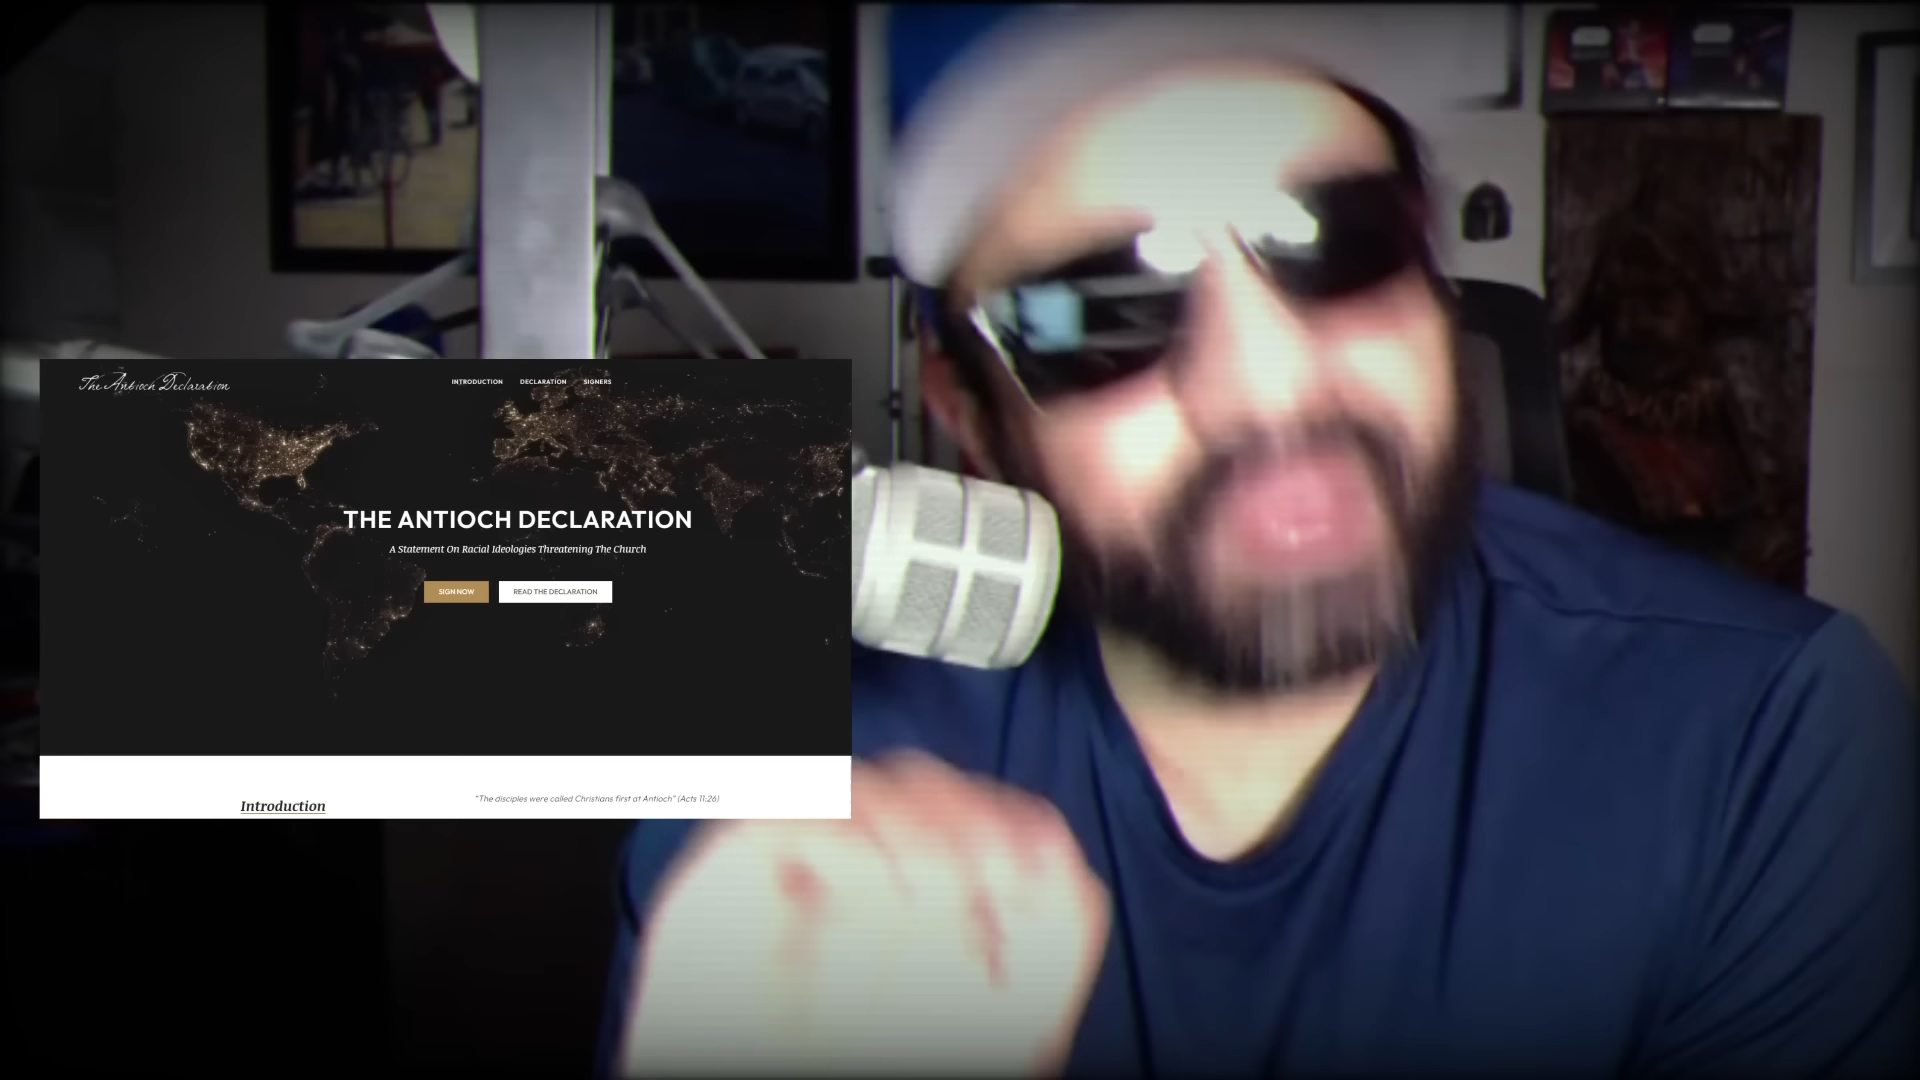 The Antioch Declaration
INTRODUCTION DECLARATION SIGNERS
THE ANTIOCH DECLARATION
A Statement On Racial Ideologies Threatening The Church
SIGN NOW READ THE DECLARATION
Introduction
"The disciples were called Christians first at Antioch" (Acts 11:26)